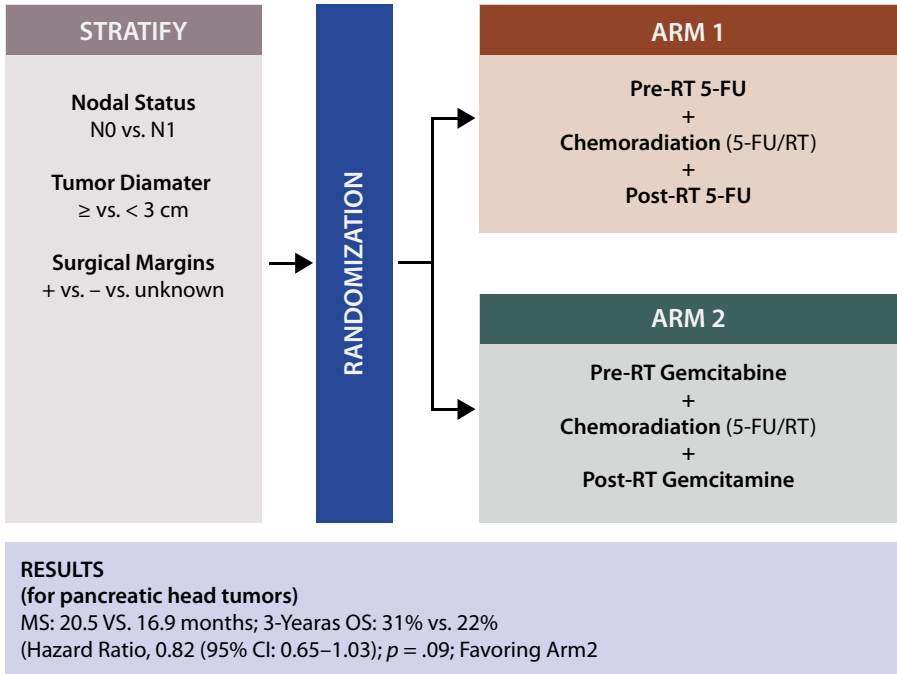 STRATIFY
Nodal Status
N0 vs. N1
Tumor Diamater
≥ vs. < 3 cm
Surgical Margins
+ vs. – vs. unknown
RANDOMIZATION
ARM 1
Pre-RT 5-FU
+
Chemoradiation (5-FU/RT)
+
Post-RT 5-FU
ARM 2
Pre-RT Gemcitabine
+
Chemoradiation (5-FU/RT)
+
Post-RT Gemcitamine
RESULTS
(for pancreatic head tumors)
MS: 20.5 VS. 16.9 months; 3-Yearas OS: 31% vs. 22%
(Hazard Ratio, 0.82 (95% CI: 0.65–1.03); p = .09; Favoring Arm2